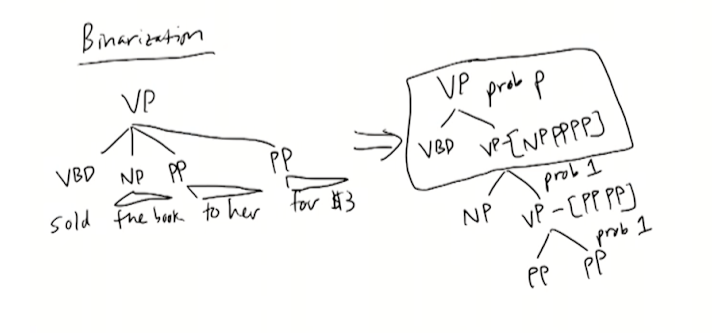 Binarization
VP
VBD NP PP PP
sold the book to her for $3
VP prob p
VBD VP-[NP PP PP]
prob 1
NP VP-[PP PP]
prob 1
PP PP